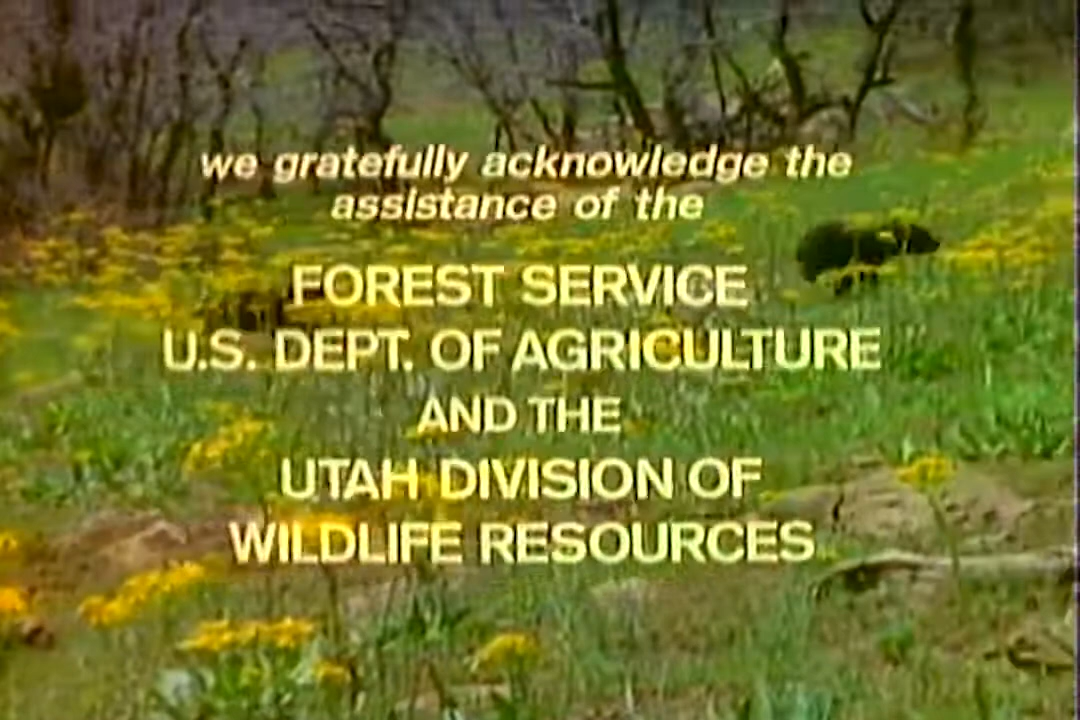 we gratefully acknowledge the
assistance of the
FOREST SERVICE
U.S. DEPT. OF AGRICULTURE
AND THE
UTAH DIVISION OF
WILDLIFE RESOURCES